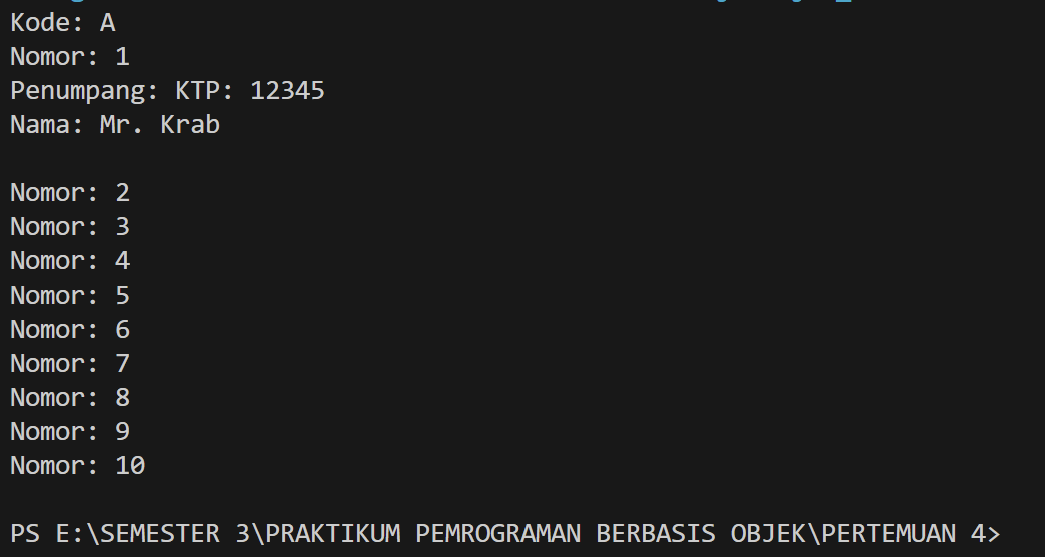 Kode: A
Nomor: 1
Penumpang: KTP: 12345
Nama: Mr. Krab
Nomor: 2
Nomor: 3
Nomor: 4
Nomor: 5
Nomor: 6
Nomor: 7
Nomor: 8
Nomor: 9
Nomor: 10
PS E:\SEMESTER 3\PRAKTIKUM PEMROGRAMAN BERBASIS OBJEK\PERTEMUAN 4>